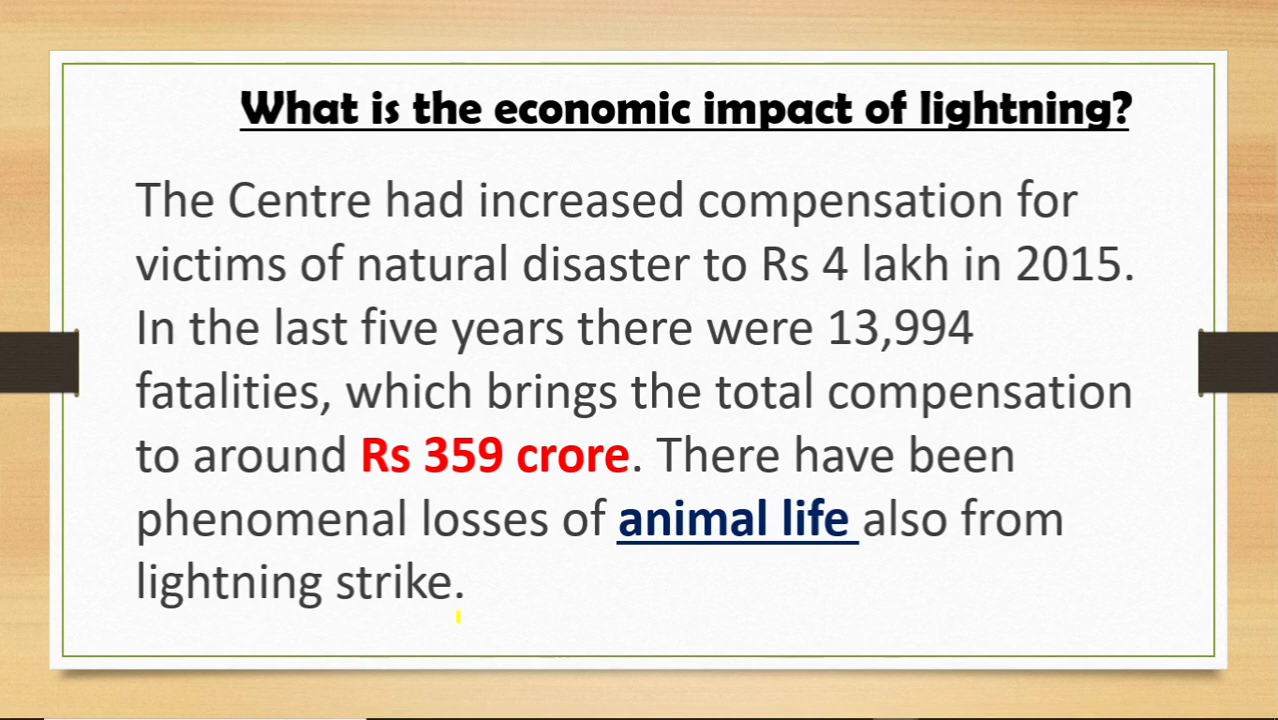 What is the economic impact of lightning?
The Centre had increased compensation for
victims of natural disaster to Rs 4 lakh in 2015.
In the last five years there were 13,994
fatalities, which brings the total compensation
to around Rs 359 crore. There have been
phenomenal losses of animal life also from
lightning strike.